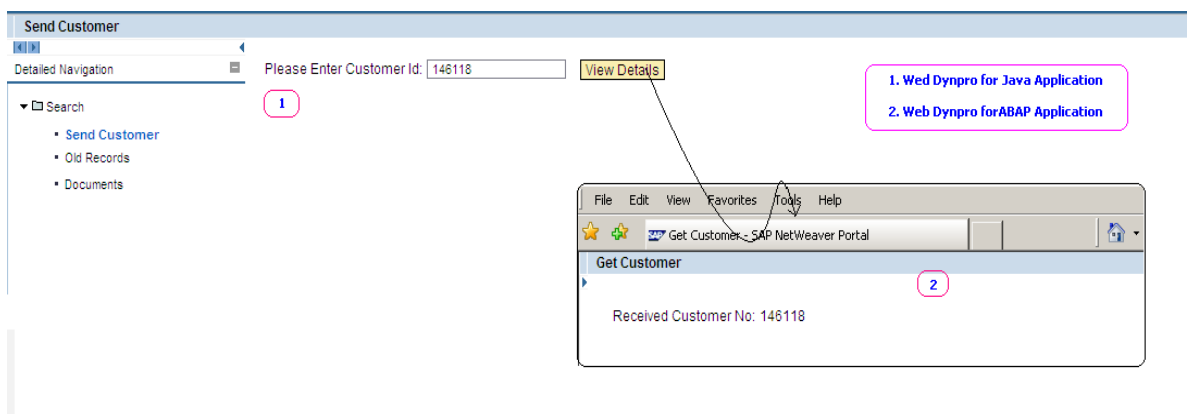 Send Customer
Detailed Navigation
Please Enter Customer Id: 146118 View Details
1
1. Wed Dynpro for Java Application
2. Web Dynpro forABAP Application
Search
Send Customer
Old Records
Documents
File Edit View Favorites Tools Help
SAP Get Customer - SAP NetWeaver Portal
Get Customer
2
Received Customer No: 146118